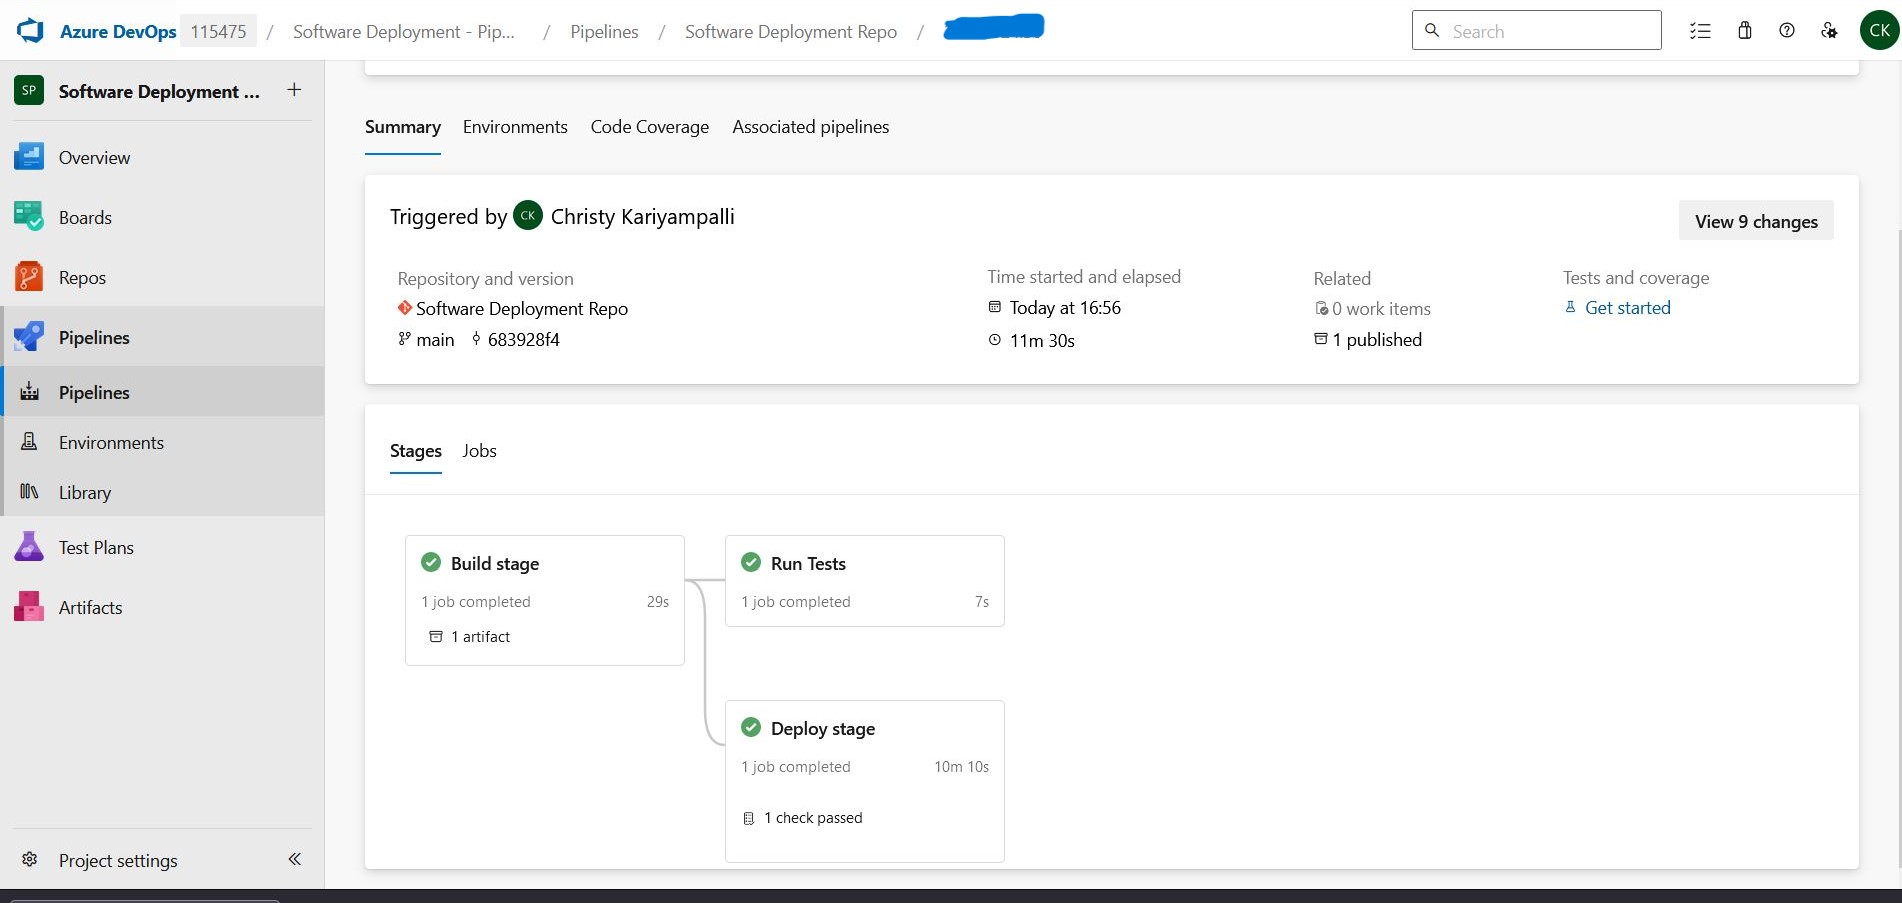 Azure DevOps 115475 / Software Deployment - Pip... / Pipelines / Software Deployment Repo /
Search
CK
SP Software Deployment ... +
Overview
Boards
Repos
Pipelines
Pipelines
Environments
Library
Test Plans
Artifacts
Project settings
Summary Environments Code Coverage Associated pipelines
Triggered by CK Christy Kariyampalli
View 9 changes
Repository and version
Software Deployment Repo
main 683928f4
Time started and elapsed
Today at 16:56
11m 30s
Related
0 work items
1 published
Tests and coverage
Get started
Stages Jobs
Build stage
1 job completed 29s
1 artifact
Run Tests
1 job completed 7s
Deploy stage
1 job completed 10m 10s
1 check passed